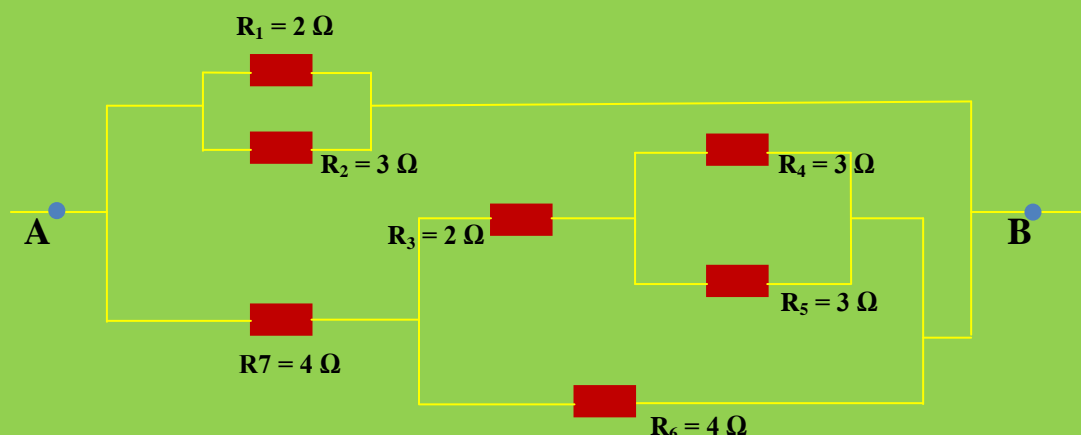 R₁ = 2 Ω
R₂ = 3 Ω
R₄ = 3 Ω
A
R₃ = 2 Ω
B
R₅ = 3 Ω
R7 = 4 Ω
R₆ = 4 Ω